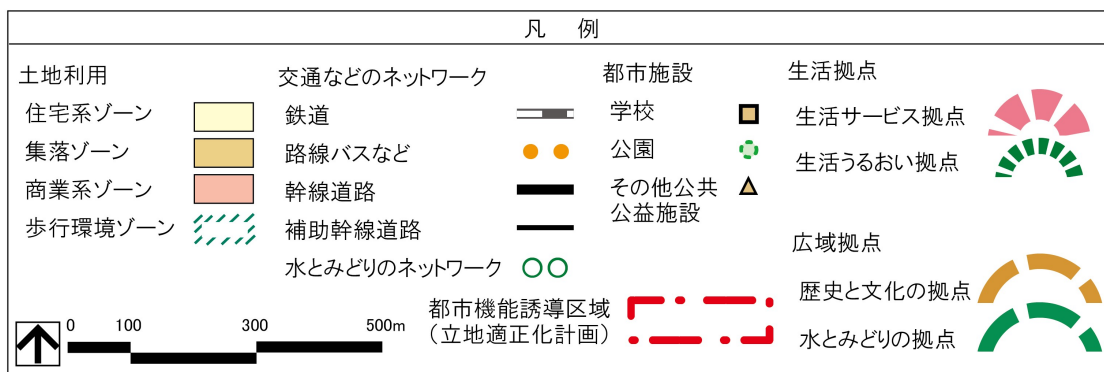 凡 例
土地利用
住宅系ゾーン
集落ゾーン
商業系ゾーン
歩行環境ゾーン
交通などのネットワーク
鉄道
路線バスなど
幹線道路
補助幹線道路
水とみどりのネットワーク
都市施設
学校
公園
その他公共
公益施設
生活拠点
生活サービス拠点
生活うるおい拠点
広域拠点
歴史と文化の拠点
水とみどりの拠点
都市機能誘導区域
（立地適正化計画）
0 100 300 500m